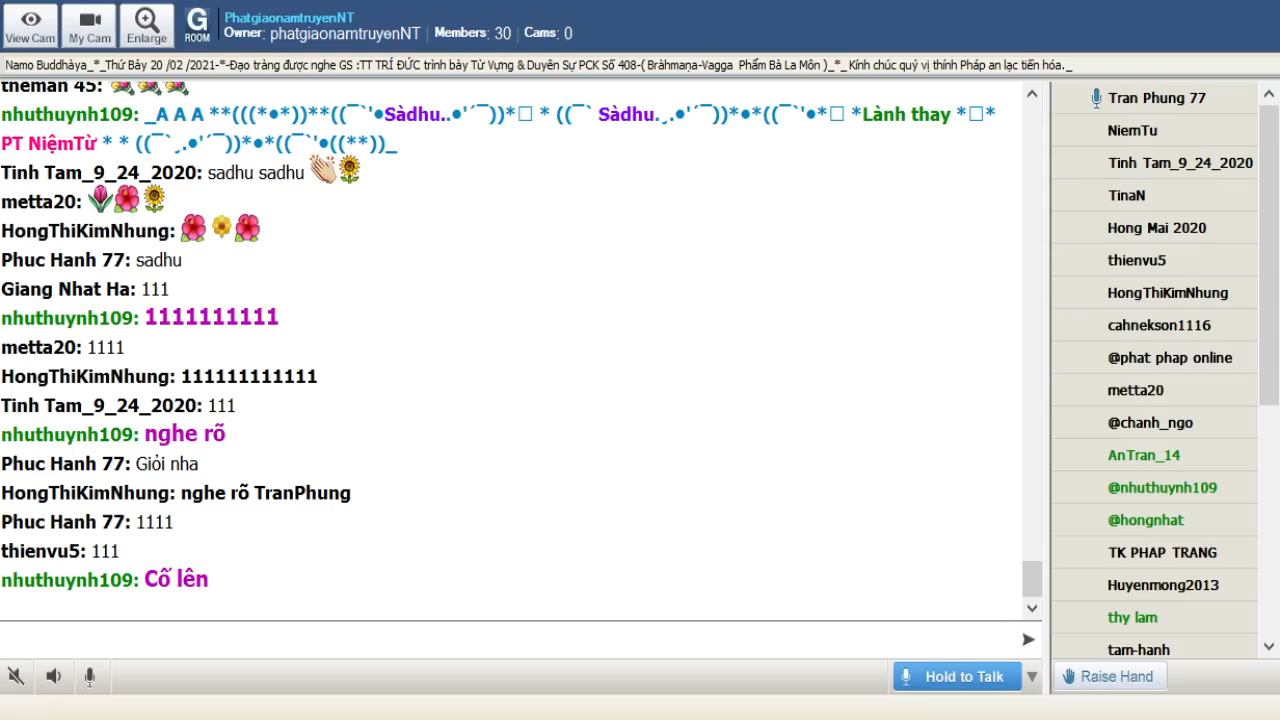 View Cam
My Cam
Enlarge
G
ROOM
PhatgiaonamtruyenNT
Owner: phatgiaonamtruyenNT | Members: 30 | Cams: 0
Namo Buddhàya_*_Thứ Bảy 20 /02 /2021-*-Đạo tràng được nghe GS :TT TRÍ ĐỨC trình bày Từ Vựng & Duyên Sự PCK Số 408-( Bràhmaṇa-Vagga Phẩm Bà La Môn )_*_ Kính chúc quý vị thính Pháp an lạc tiến hóa._
theman 45:
nhuthuynh109: _A A A **(((*•*))**((¯`'•Sàdhu..•'´¯))*□ * ((¯` Sàdhu.¸.•'´¯))*•*((¯`'•*□ *Lành thay *□*
PT NiệmTừ * * ((¯`¸.•'´¯))*•*((¯`'•((**))_
Tinh Tam_9_24_2020: sadhu sadhu
metta20:
HongThiKimNhung:
Phuc Hanh 77: sadhu
Giang Nhat Ha: 111
nhuthuynh109: 1111111111
metta20: 1111
HongThiKimNhung: 111111111111
Tinh Tam_9_24_2020: 111
nhuthuynh109: nghe rõ
Phuc Hanh 77: Giỏi nha
HongThiKimNhung: nghe rõ TranPhung
Phuc Hanh 77: 1111
thienvu5: 111
nhuthuynh109: Cố lên
Hold to Talk
Tran Phung 77
NiemTu
Tinh Tam_9_24_2020
TinaN
Hong Mai 2020
thienvu5
HongThiKimNhung
cahnekson1116
@phat phap online
metta20
@chanh_ngo
AnTran_14
@nhuthuynh109
@hongnhat
TK PHAP TRANG
Huyenmong2013
thy lam
tam-hanh
Raise Hand